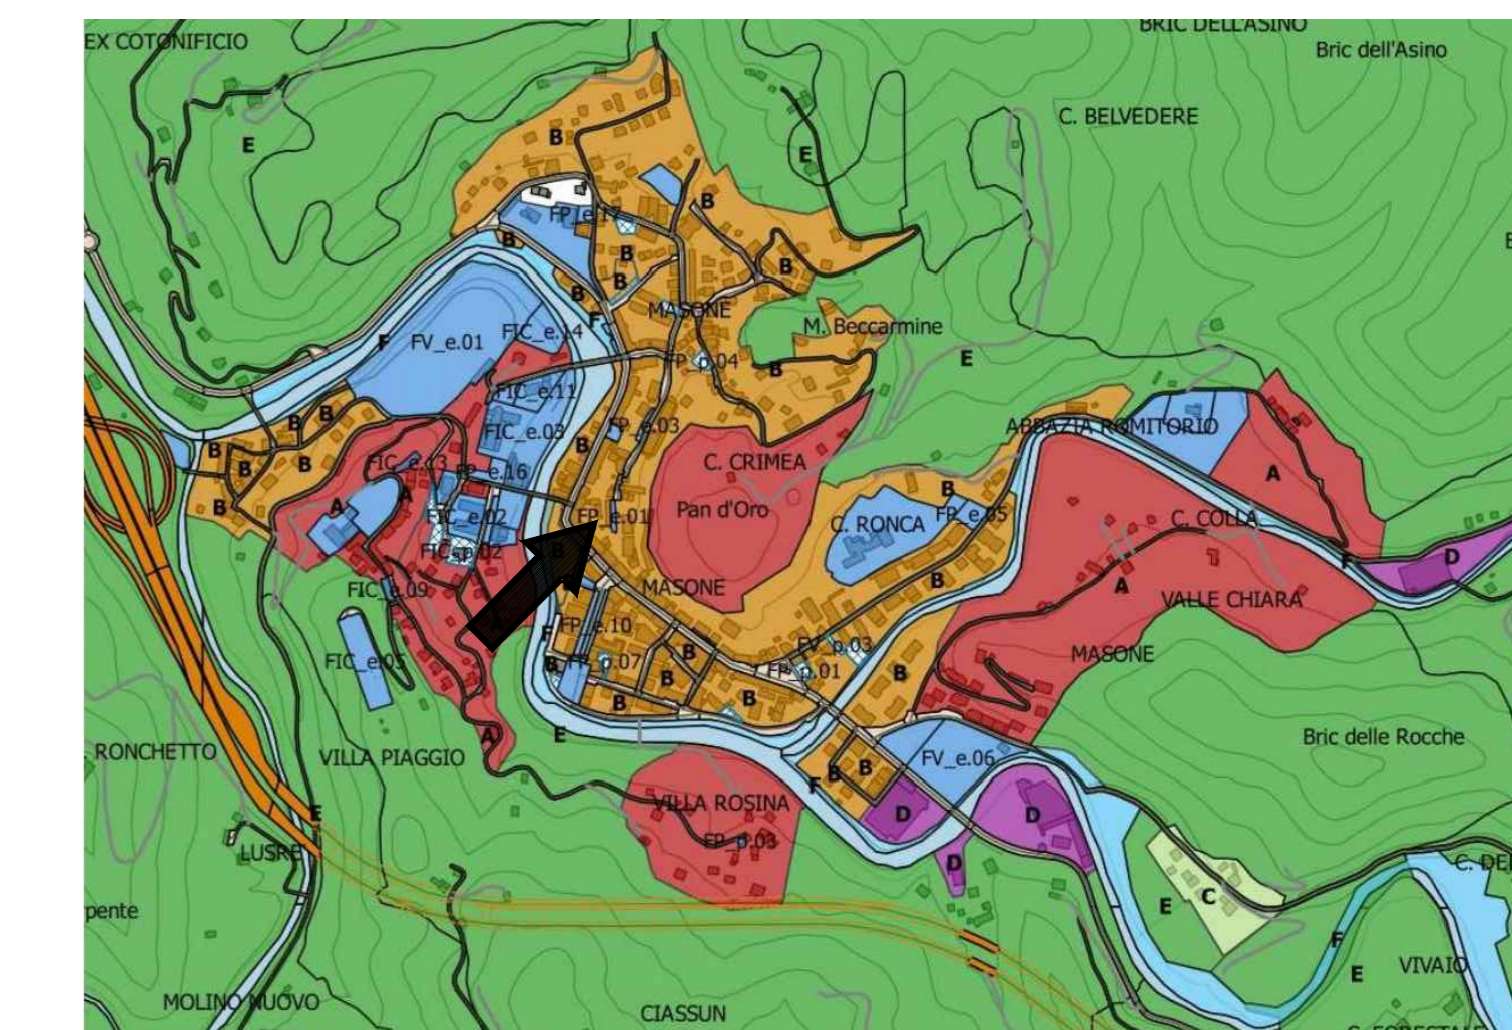 BRIC DELL'ASINO
EX COTONIFICIO
Bric dell'Asino
C. BELVEDERE
B
E
E
B
FP_e.17
B
B
B
B
B
B
MASONE
F
M. Beccarmine
FIC_e.14
FV_e.01
F
FP_p.04
E
B
FIC_e.11
B
B
FP_e.03
ABBAZIA ROMITORIO
FIC_e.03
B
B
C. CRIMEA
B
B
FIC_e.13
FP_e.16
A
B
A
A
B
Pan d'Oro
FP_e.01
FIC_e.02
C. RONCA
FP_e.05
C. COLLA
FIC_p.02
B
D
F
B
A
MASONE
FIC_e.09
VALLE CHIARA
FP_e.10
F
FV_p.03
B
MASONE
FIC_e.05
B
FP_p.07
FP_p.01
B
B
B
B
A
E
Bric delle Rocche
RONCHETTO
VILLA PIAGGIO
FV_e.06
B
B
F
VILLA ROSINA
E
D
D
FP_p.03
LUSRE
D
C
E
pente
F
VIVAIO
E
MOLINO NUOVO
CIASSUN